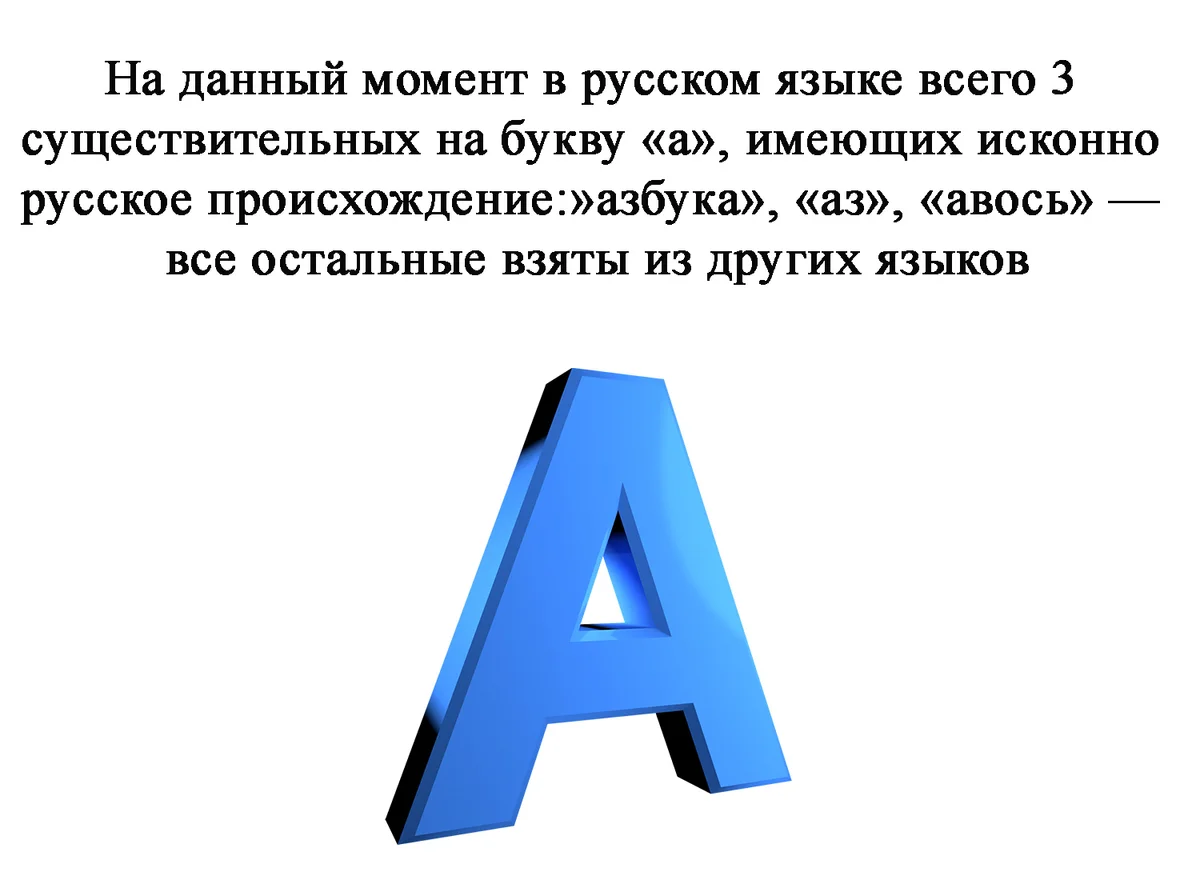 На данный момент в русском языке всего 3
существительных на букву «а», имеющих исконно
русское происхождение:»азбука», «аз», «авось» —
все остальные взяты из других языков
А